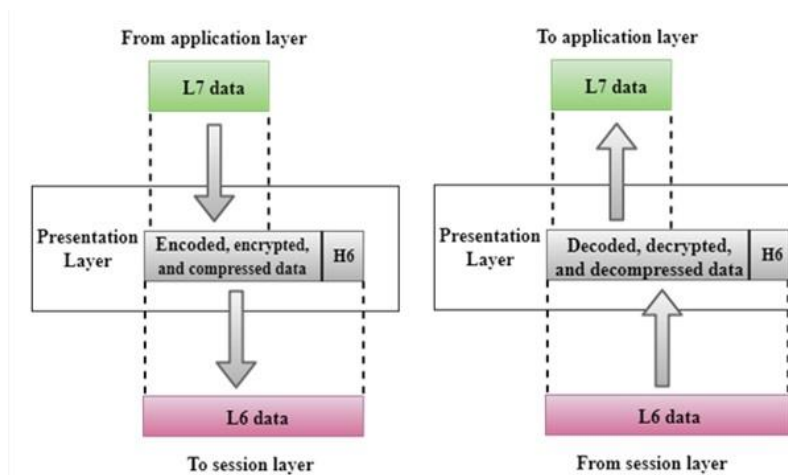 From application layer
L7 data
Presentation
Layer
Encoded, encrypted,
and compressed data
H6
L6 data
To session layer
To application layer
L7 data
Presentation
Layer
Decoded, decrypted,
and decompressed data
H6
L6 data
From session layer